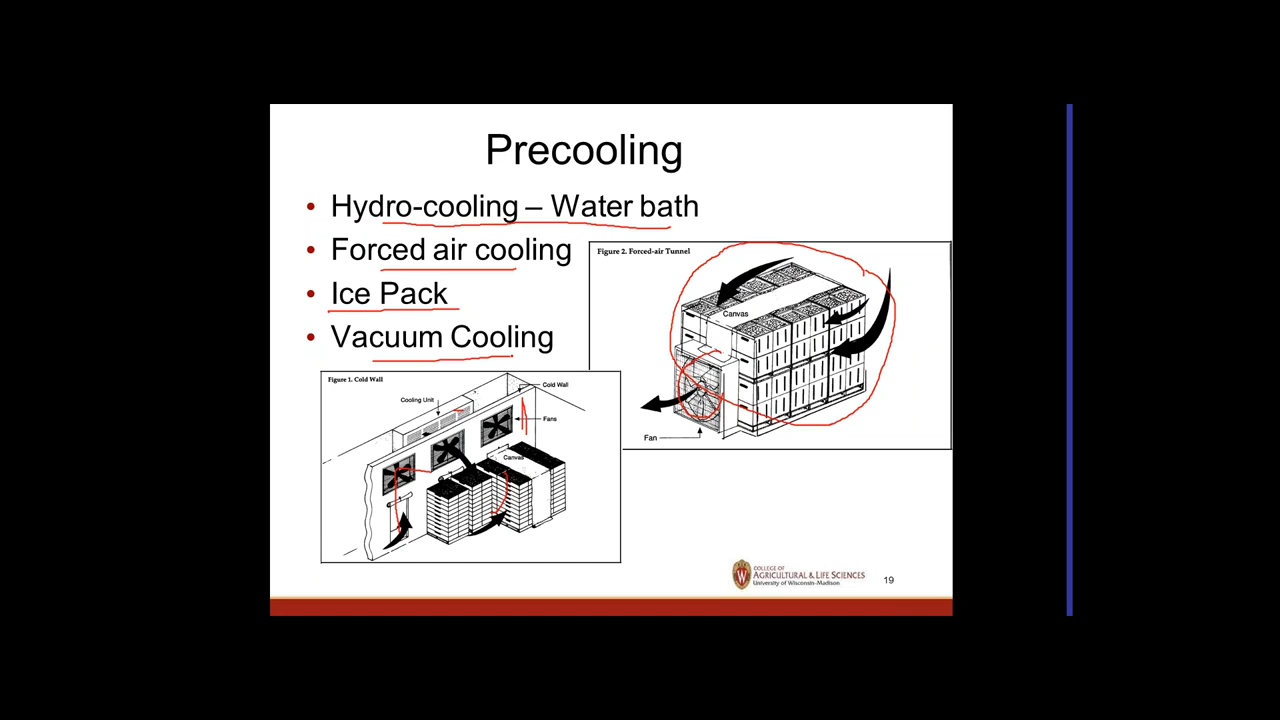 Precooling
• Hydro-cooling – Water bath
• Forced air cooling
• Ice Pack
• Vacuum Cooling
Figure 2. Forced-air Tunnel
Canvas
Fan
Figure 1. Cold Wall
Cold Wall
Cooling Unit
Fans
Canvas
COLLEGE OF
AGRICULTURAL & LIFE SCIENCES
University of Wisconsin-Madison
W
19